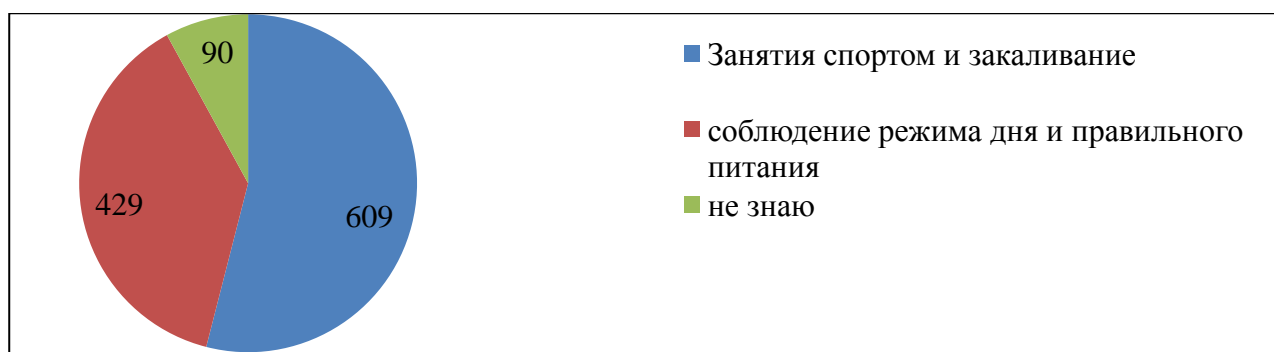 90
Занятия спортом и закаливание
соблюдение режима дня и правильного
питания
429
не знаю
609